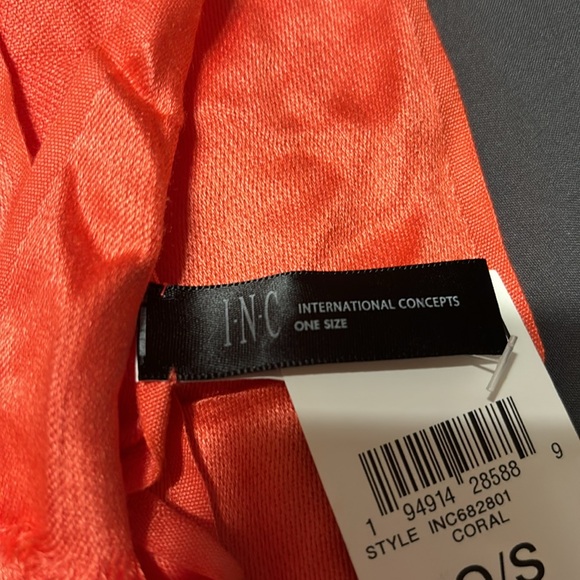 I·N·C INTERNATIONAL CONCEPTS
ONE SIZE
1 94914 28588 9
STYLE INC682801
CORAL
O/S